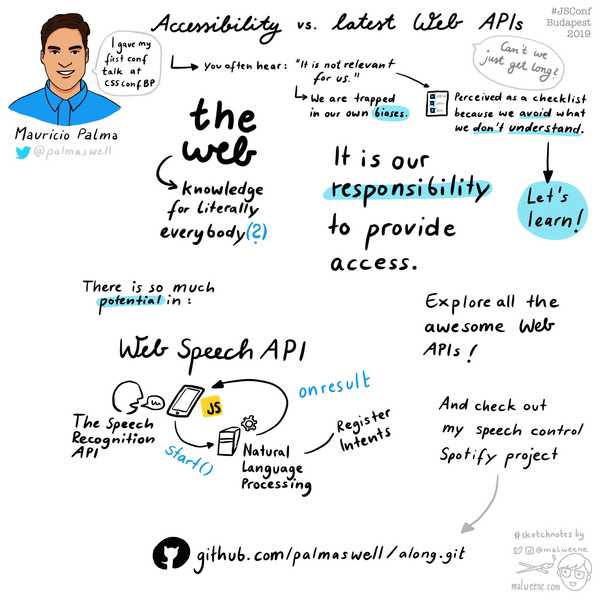 Accessibility vs. latest Web APIs
#JSConf
Budapest
2019
I gave my
first conf
talk at
CSSconfBP
Mauricio Palma
@palmaswell
You often hear: "It is not relevant
for us."
We are trapped
in our own biases.
Can't we
just get long?
Perceived as a checklist
because we avoid what
we don't understand.
Let's
learn!
the
web
knowledge
for literally
everybody(?)
It is our
responsibility
to provide
access.
There is so much
potential in:
Web Speech API
The Speech
Recognition
API
JS
start()
onresult
Natural
Language
Processing
Register
Intents
Explore all the
awesome Web
APIs!
And check out
my speech control
Spotify project
github.com/palmaswell/along.git
#sketchnotes by
@malweene
malweene.com